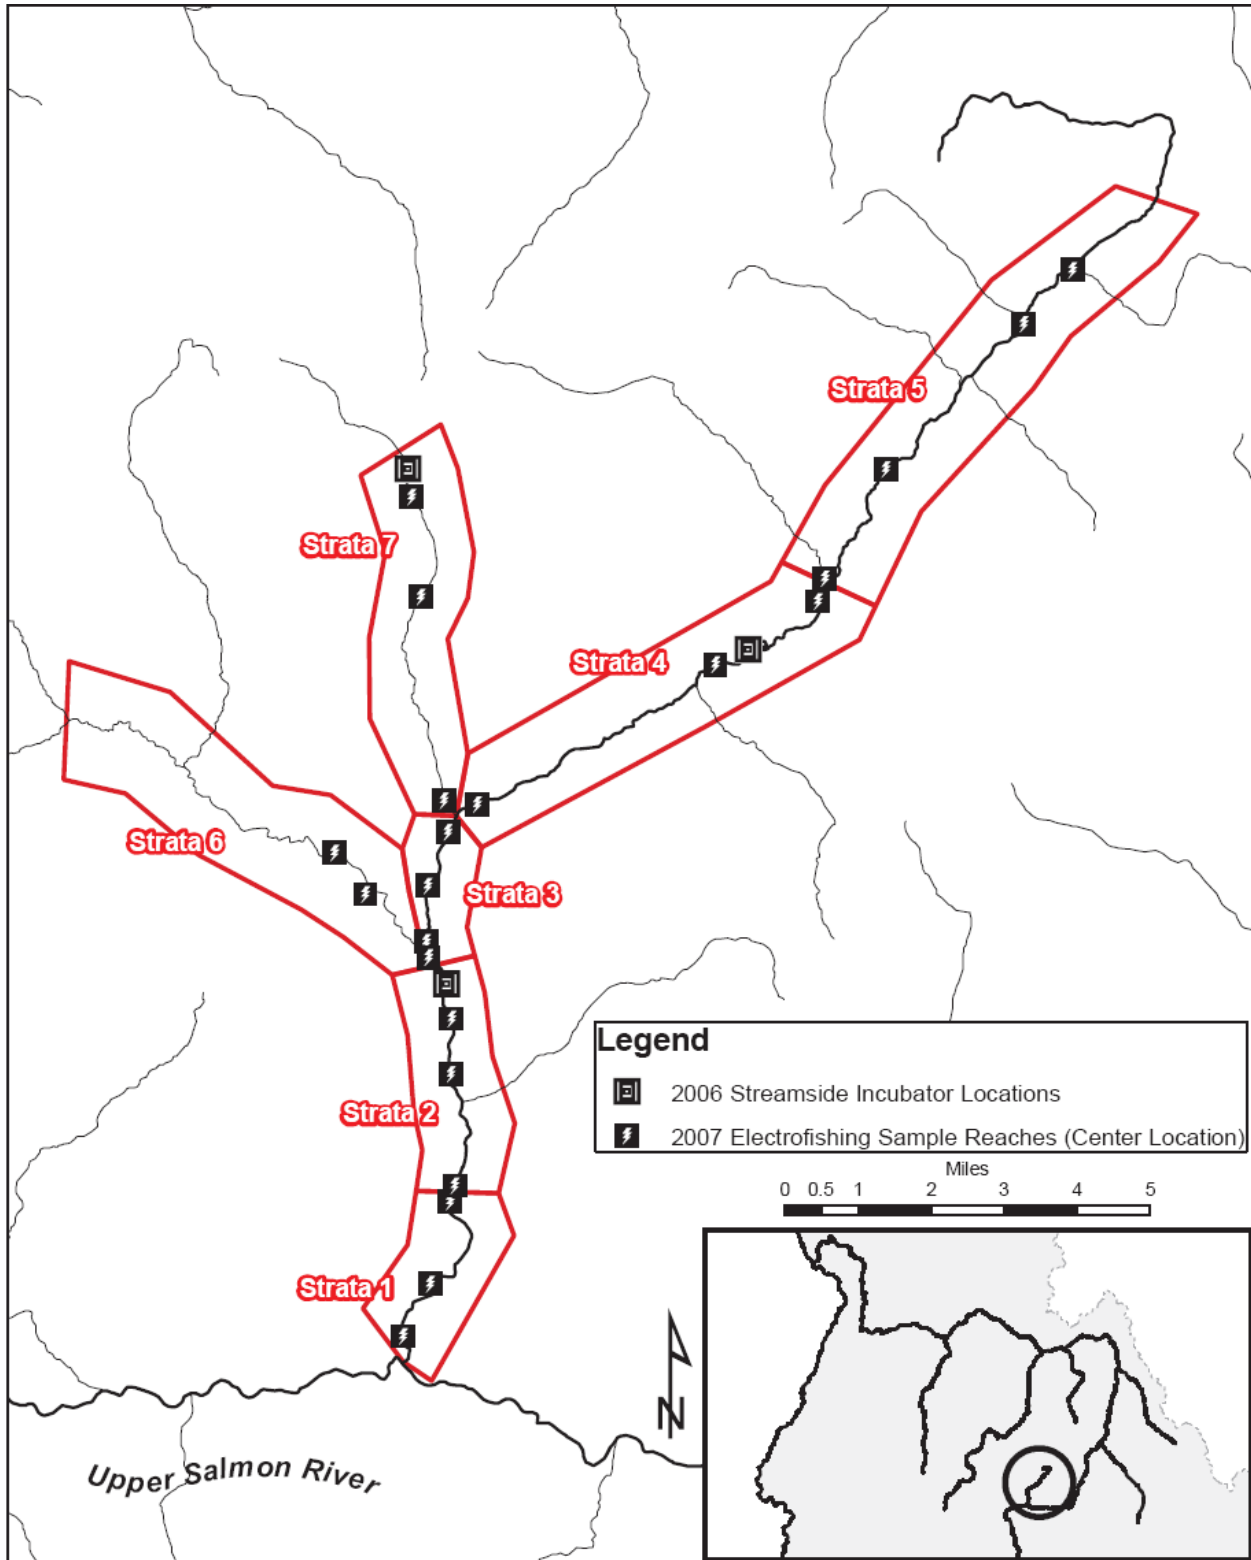 Strata 5
Strata 7
Strata 4
Strata 6
Strata 3
Legend
2006 Streamside Incubator Locations
2007 Electrofishing Sample Reaches (Center Location)
Strata 2
Miles
0 0.5 1 2 3 4 5
Strata 1
N
Upper Salmon River